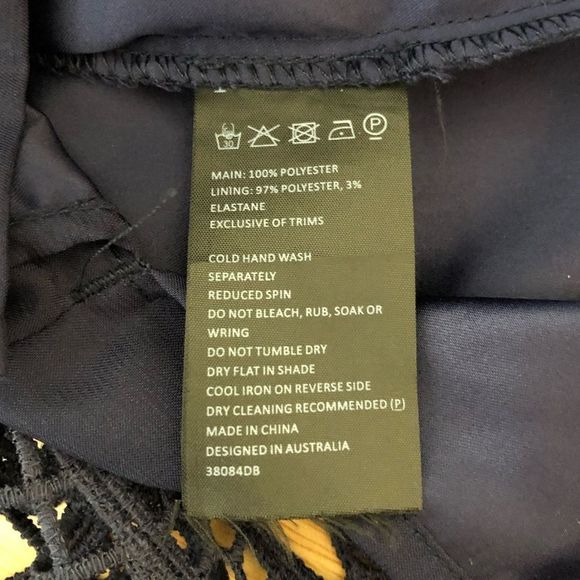 30 P
MAIN: 100% POLYESTER
LINING: 97% POLYESTER, 3%
ELASTANE
EXCLUSIVE OF TRIMS
COLD HAND WASH
SEPARATELY
REDUCED SPIN
DO NOT BLEACH, RUB, SOAK OR
WRING
DO NOT TUMBLE DRY
DRY FLAT IN SHADE
COOL IRON ON REVERSE SIDE
DRY CLEANING RECOMMENDED (P)
MADE IN CHINA
DESIGNED IN AUSTRALIA
38084DB